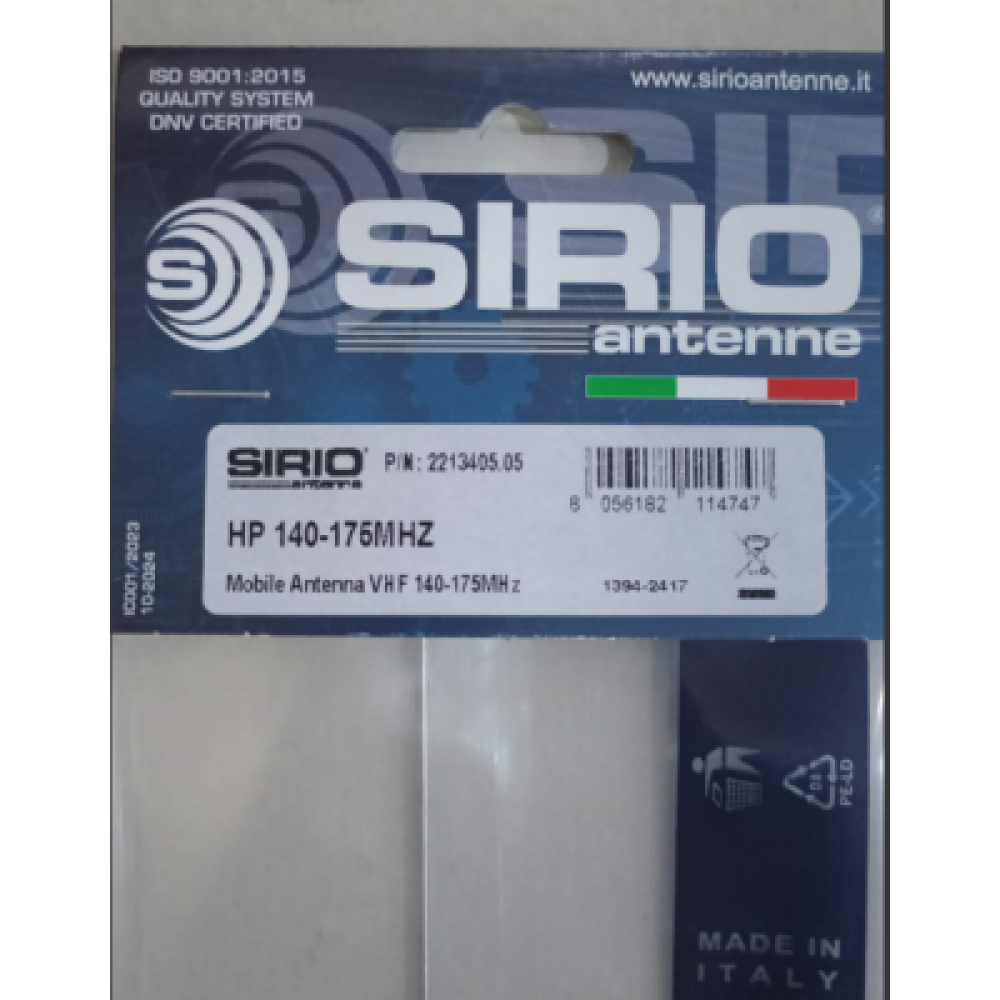 ISO 9001:2015
QUALITY SYSTEM
DNV CERTIFIED
www.sirioantenne.it
SIRIO
antenne
S
SIRIO
antenne
P/N: 2213405.05
8 056182 114747
HP 140-175MHZ
Mobile Antenna VHF 140-175MHz
1394-2417
IC001/2023
10-2024
04
PE-LD
MADE IN
ITALY